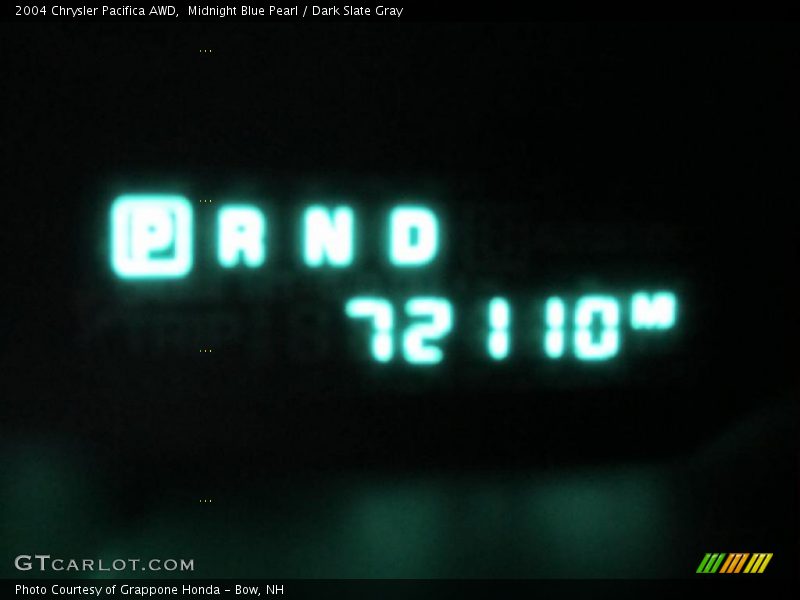 2004 Chrysler Pacifica AWD,  Midnight Blue Pearl / Dark Slate Gray
P R N D
72110 M
GTCARLOT.COM
Photo Courtesy of Grappone Honda - Bow, NH